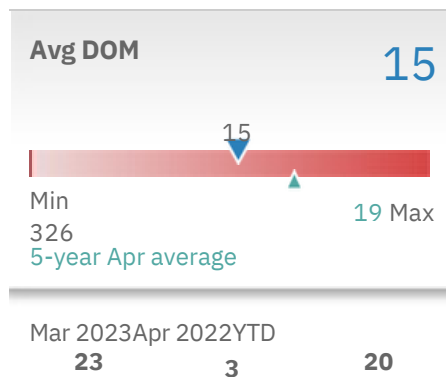 Avg DOM
15
15
Min
326
19 Max
5-year Apr average
Mar 2023Apr 2022YTD
23 3 20